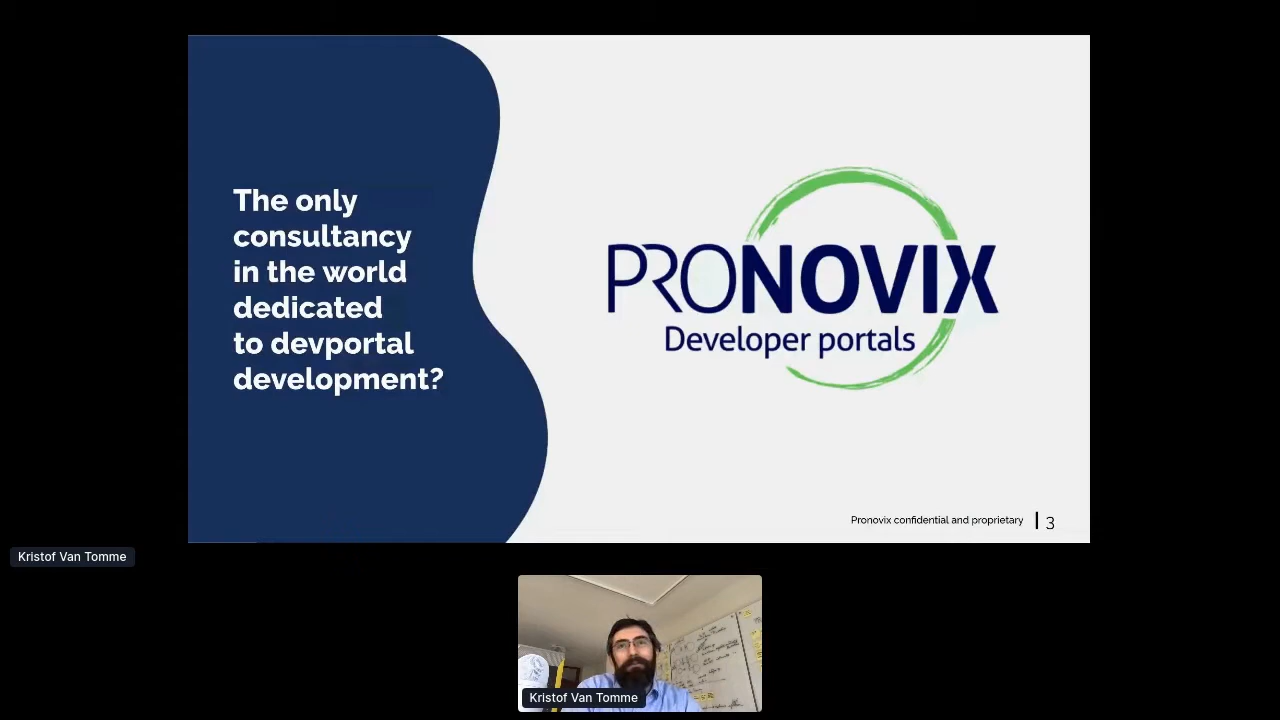 The only
consultancy
in the world
dedicated
to devportal
development?
PRONOVIX
Developer portals
Pronovix confidential and proprietary
3
Kristof Van Tomme
Kristof Van Tomme